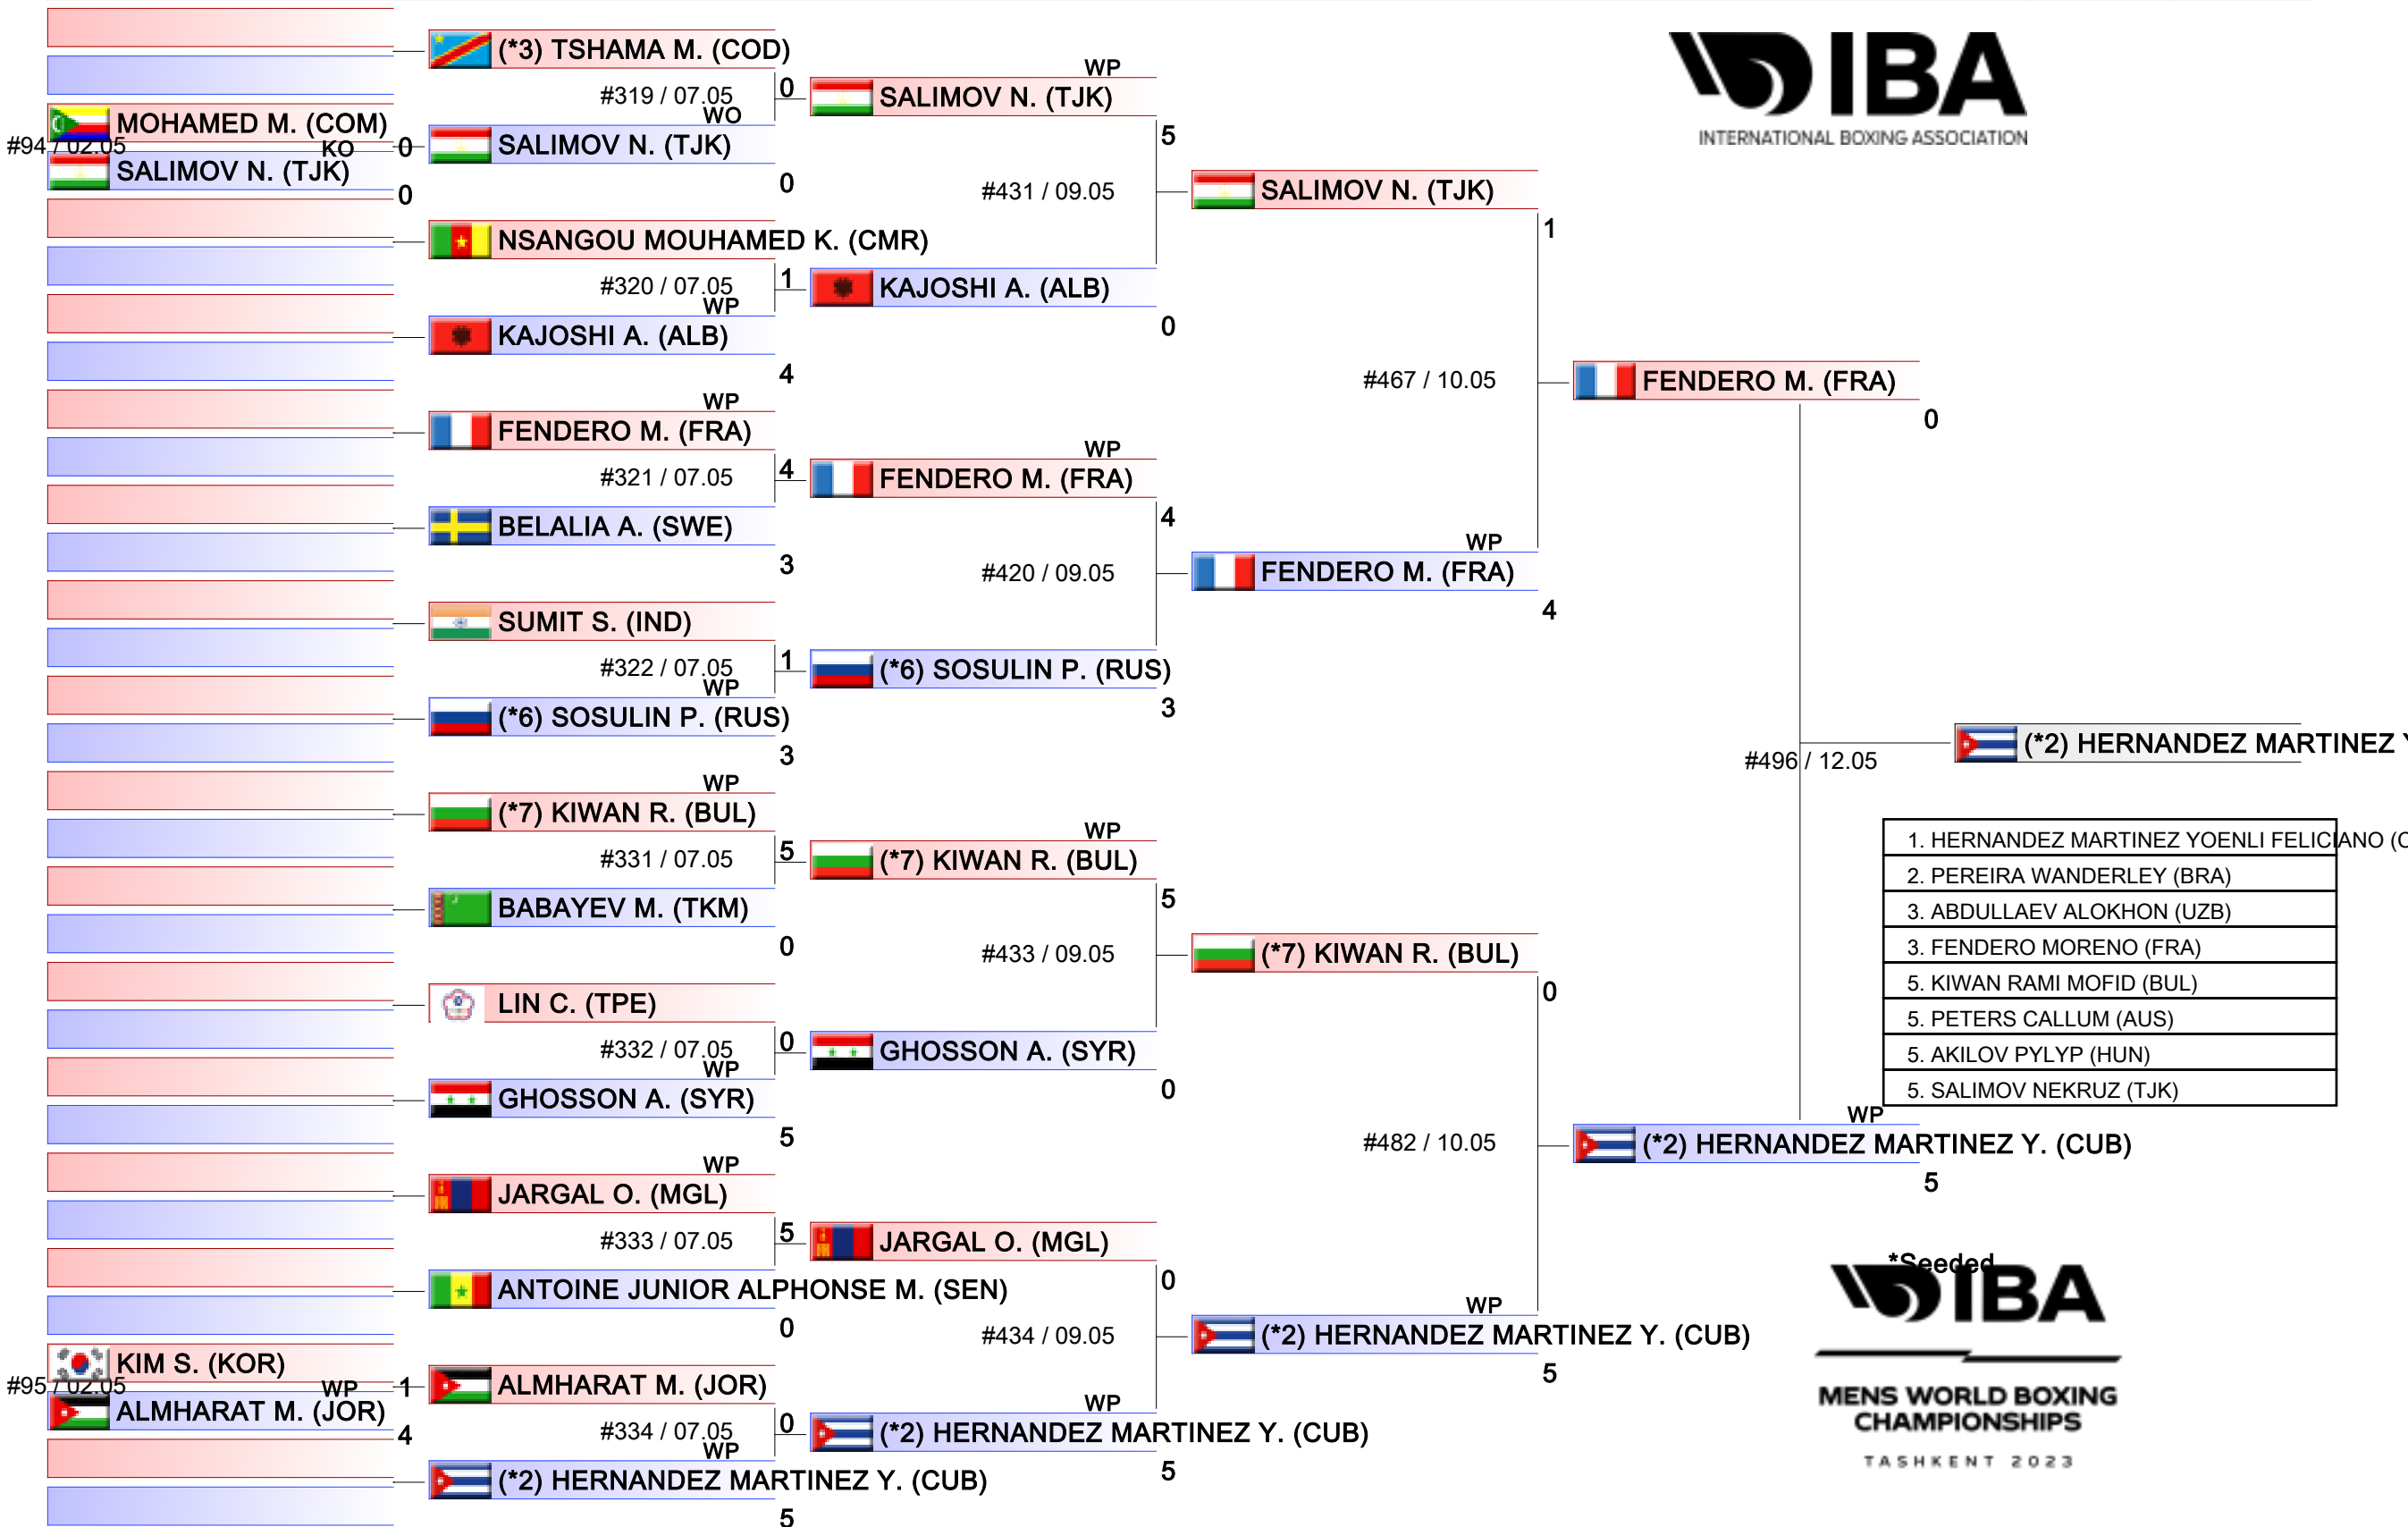 IBA
INTERNATIONAL BOXING ASSOCIATION
MOHAMED M. (COM)
#94 / 02.05
KO
0
SALIMOV N. (TJK)
0
KIM S. (KOR)
#95 / 02.05
WP
1
ALMHARAT M. (JOR)
4
(*3) TSHAMA M. (COD)
0
#319 / 07.05
WO
SALIMOV N. (TJK)
0
NSANGOU MOUHAMED K. (CMR)
1
#320 / 07.05
WP
KAJOSHI A. (ALB)
4
WP
FENDERO M. (FRA)
4
#321 / 07.05
BELALIA A. (SWE)
3
SUMIT S. (IND)
1
#322 / 07.05
WP
(*6) SOSULIN P. (RUS)
3
WP
(*7) KIWAN R. (BUL)
5
#331 / 07.05
BABAYEV M. (TKM)
0
LIN C. (TPE)
0
#332 / 07.05
WP
GHOSSON A. (SYR)
5
WP
JARGAL O. (MGL)
5
#333 / 07.05
ANTOINE JUNIOR ALPHONSE M. (SEN)
0
ALMHARAT M. (JOR)
0
#334 / 07.05
WP
(*2) HERNANDEZ MARTINEZ Y. (CUB)
5
WP
SALIMOV N. (TJK)
5
#431 / 09.05
KAJOSHI A. (ALB)
0
WP
FENDERO M. (FRA)
4
#420 / 09.05
(*6) SOSULIN P. (RUS)
3
WP
(*7) KIWAN R. (BUL)
5
#433 / 09.05
GHOSSON A. (SYR)
0
JARGAL O. (MGL)
0
#434 / 09.05
WP
(*2) HERNANDEZ MARTINEZ Y. (CUB)
5
SALIMOV N. (TJK)
1
#467 / 10.05
WP
FENDERO M. (FRA)
4
(*7) KIWAN R. (BUL)
0
#482 / 10.05
WP
(*2) HERNANDEZ MARTINEZ Y. (CUB)
5
FENDERO M. (FRA)
0
#496 / 12.05
WP
(*2) HERNANDEZ MARTINEZ Y. (CUB)
5
(*2) HERNANDEZ MARTINEZ
1. HERNANDEZ MARTINEZ YOENLI FELICIANO (C
2. PEREIRA WANDERLEY (BRA)
3. ABDULLAEV ALOKHON (UZB)
3. FENDERO MORENO (FRA)
5. KIWAN RAMI MOFID (BUL)
5. PETERS CALLUM (AUS)
5. AKILOV PYLYP (HUN)
5. SALIMOV NEKRUZ (TJK)
*Seeded
IBA
MENS WORLD BOXING
CHAMPIONSHIPS
TASHKENT 2023